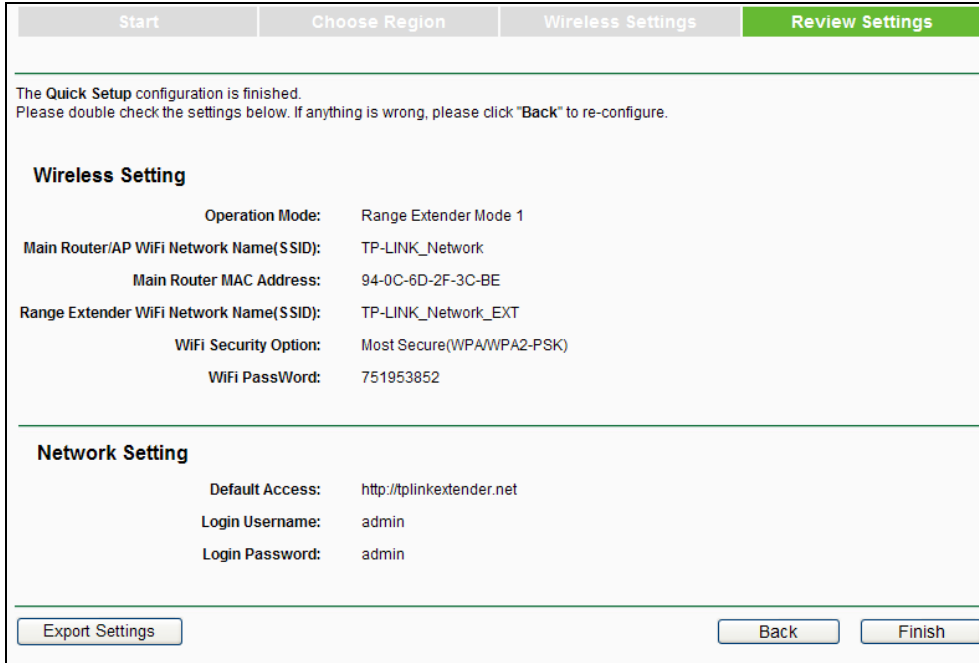 Start Choose Region Wireless Settings Review Settings
The Quick Setup configuration is finished.
Please double check the settings below. If anything is wrong, please click "Back" to re-configure.
Wireless Setting
Operation Mode: Range Extender Mode 1
Main Router/AP WiFi Network Name(SSID): TP-LINK_Network
Main Router MAC Address: 94-0C-6D-2F-3C-BE
Range Extender WiFi Network Name(SSID): TP-LINK_Network_EXT
WiFi Security Option: Most Secure(WPA/WPA2-PSK)
WiFi PassWord: 751953852
Network Setting
Default Access: http://tplinkextender.net
Login Username: admin
Login Password: admin
Export Settings Back Finish